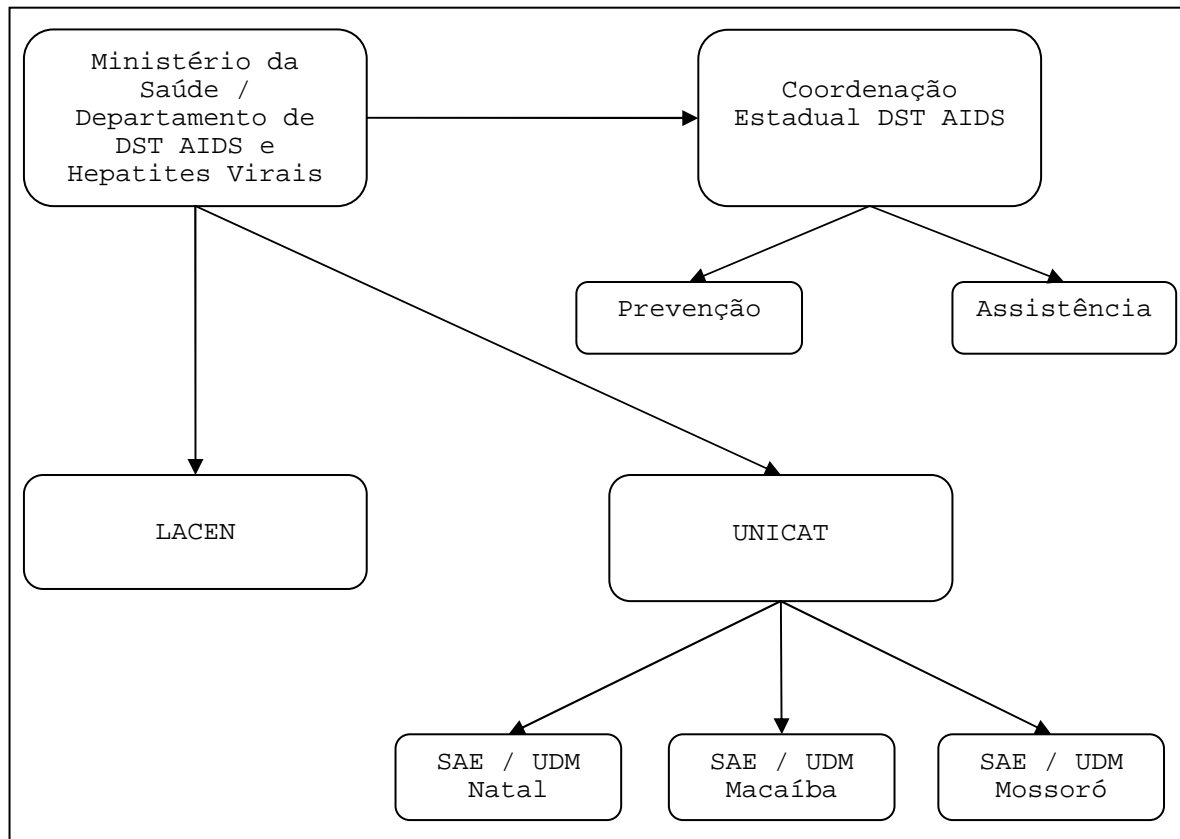 Ministério da
Saúde /
Departamento de
DST AIDS e
Hepatites Virais
Coordenação
Estadual DST AIDS
Prevenção
Assistência
LACEN
UNICAT
SAE / UDM
Natal
SAE / UDM
Macaíba
SAE / UDM
Mossoró